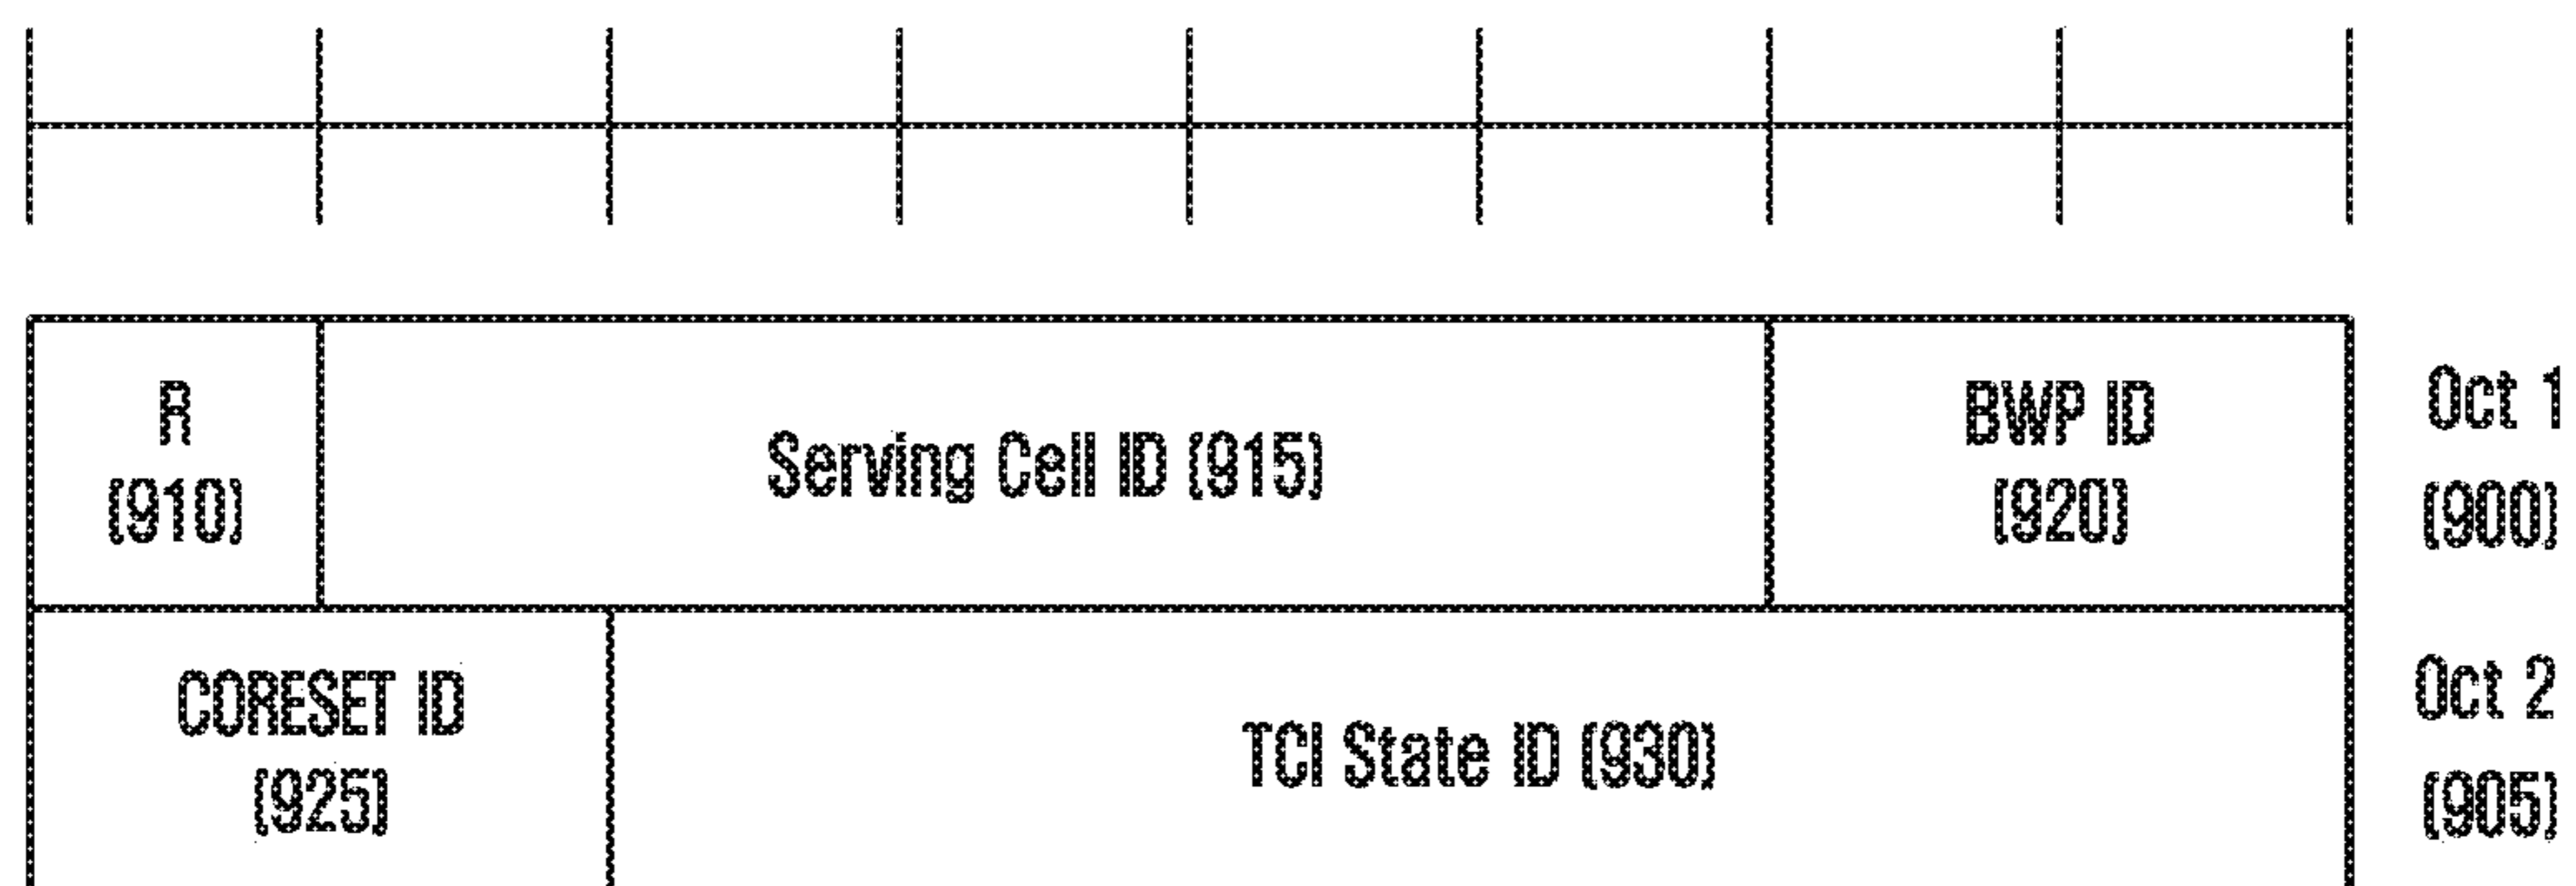 R
(910)
Serving Cell ID (915)
BWP ID
(920)
Oct 1
(900)
CORESET ID
(925)
TCI State ID (930)
Oct 2
(905)